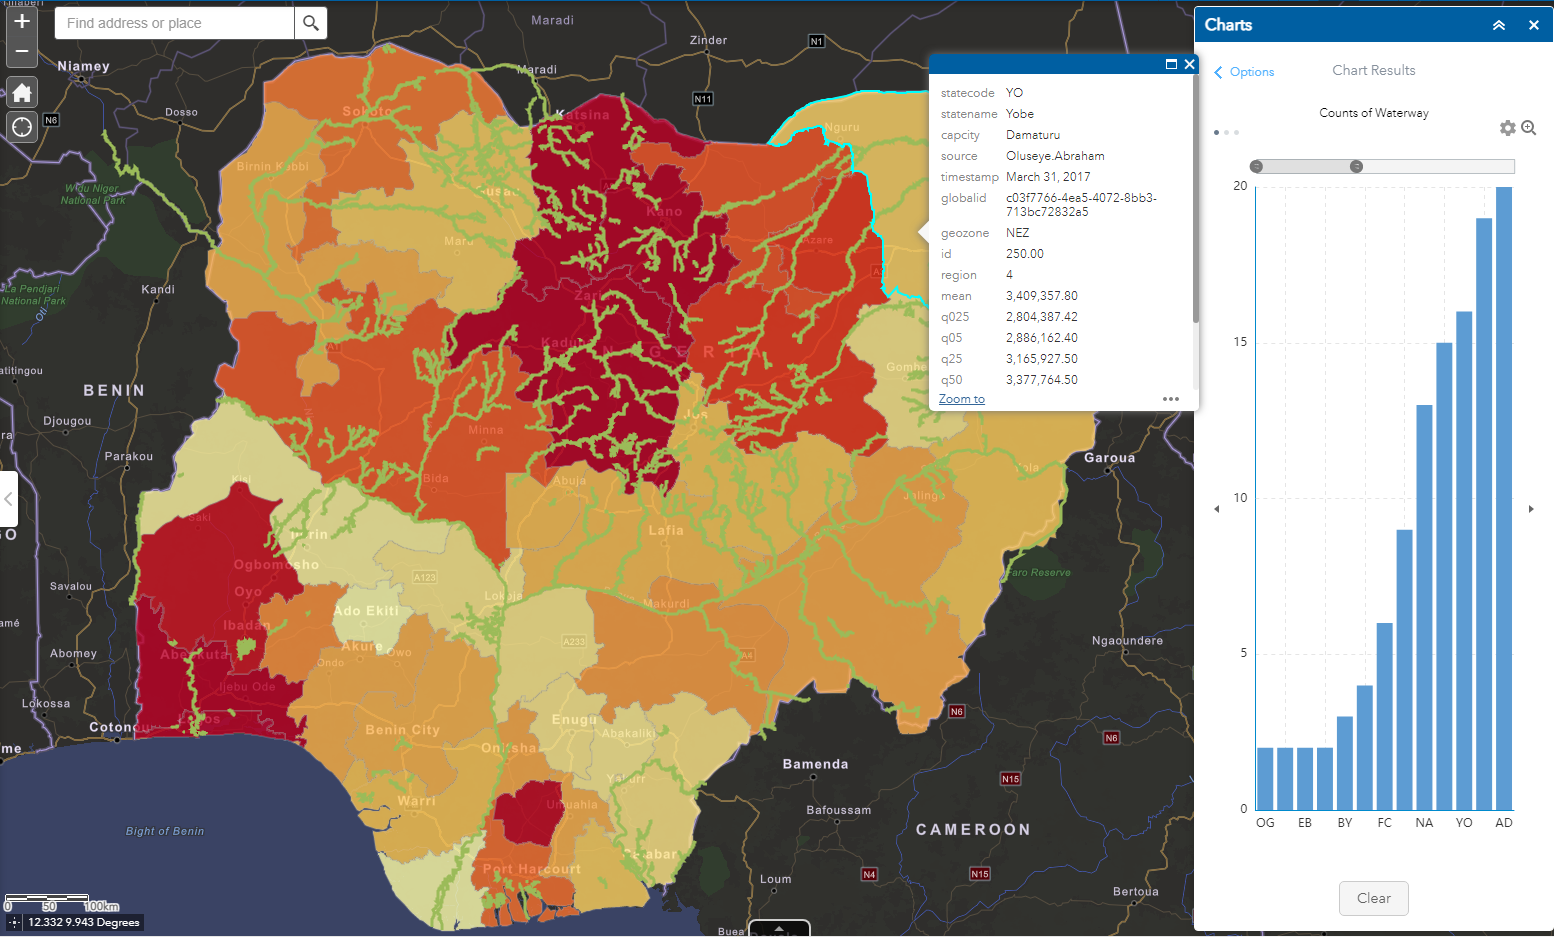 +
−
Find address or place
Maradi
Zinder
N1
Maradi
N11
Niamey
Dosso
N6
Sokoto
Katsina
Nguru
Birnin Kebbi
Gusau
Kano
Maru
Azare
W du Niger
National Park
La Pendjari
National Park
Oti
Kandi
Zaria
Kaduna
NIGERIA
Gombe
BENIN
Djougou
Parakou
Jos
Minna
Bida
Abuja
Yola
Garoua
Jalingo
Kisi
Saki
Ilorin
Lafia
Ogbomosho
Oyo
A123
Lokoja
Makurdi
Faro Reserve
Savalou
Ado Ekiti
Ibadan
Akure
Owo
Ondo
A233
A4
Abomey
Abeokuta
Ijebu Ode
Ngaoundere
Lokossa
Cotonou
Lagos
Benin City
Enugu
Abakaliki
Onitsha
N6
N6
Bamenda
N15
Warri
Umuahia
Bafoussam
CAMEROON
Bight of Benin
Port Harcourt
Calabar
Loum
N4
N15
Bertoua
Buea
Douala
0 50 100km
12.332 9.943 Degrees
statecode YO
statename Yobe
capcity Damaturu
source Oluseye.Abraham
timestamp March 31, 2017
globalid c03f7766-4ea5-4072-8bb3-
713bc72832a5
geozone NEZ
id 250.00
region 4
mean 3,409,357.80
q025 2,804,387.42
q05 2,886,162.40
q25 3,165,927.50
q50 3,377,764.50
Zoom to
Charts
Options
Chart Results
Counts of Waterway
20
15
10
5
0
OG EB BY FC NA YO AD
Clear